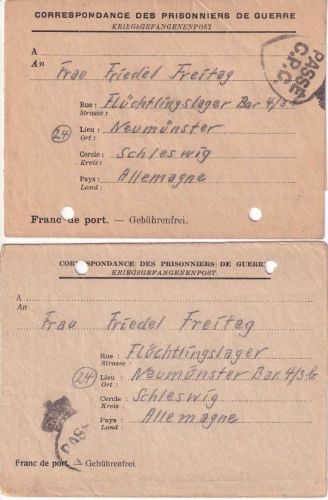 CORRESPONDANCE DES PRISONNIERS DE GUERRE
KRIEGSGEFANGENENPOST
A
An Frau Friedel Freitag
PASSÉ
C.P.C.
Rue : Flüchtlingslager Bar 4/3b
Strasse :
24 Lieu : Neumünster
Ort :
Cercle : Schleswig
Kreis :
Pays : Allemagne
Land :
Franc de port. — Gebührenfrei.
CORRESPONDANCE DES PRISONNIERS DE GUERRE
KRIEGSGEFANGENENPOST
A
An
Frau Friedel Freitag
Rue : Flüchtlingslager
Strasse :
24 Lieu : Neumünster Bar 4/3b
Ort :
Cercle : Schleswig
Kreis :
Pays : Allemagne
Land :
Franc de port. — Gebührenfrei.